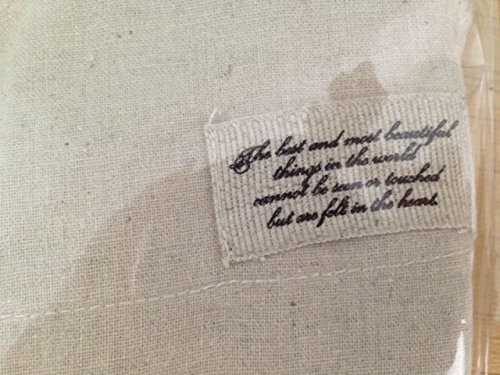 The best and most beautiful
things in the world
cannot be seen or touched
but are felt in the heart.